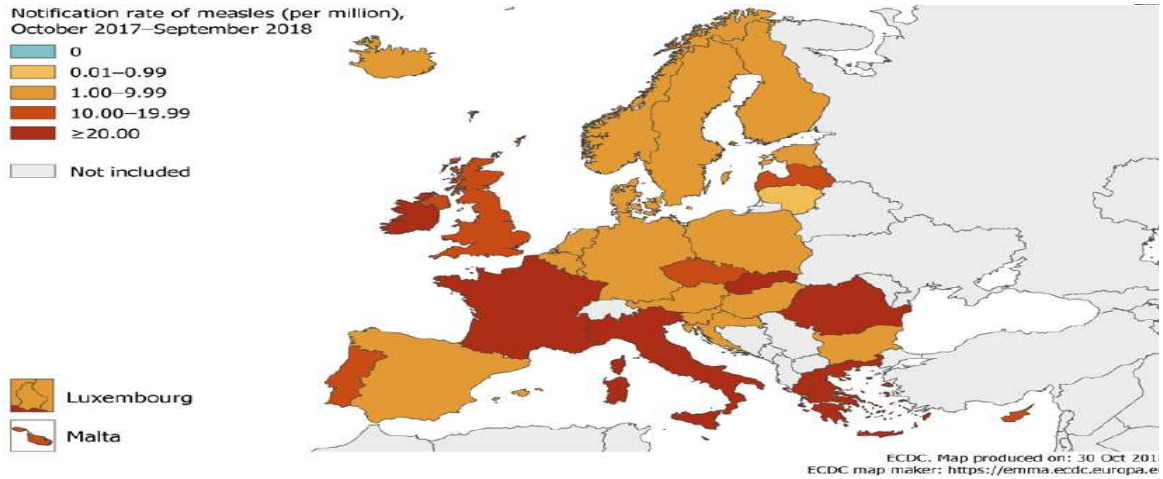 Notification rate of measles (per million),
October 2017–September 2018
0
0.01–0.99
1.00–9.99
10.00–19.99
≥20.00
Not included
Luxembourg
Malta
ECDC. Map produced on: 30 Oct 2018
ECDC map maker: https://emma.ecdc.europa.e